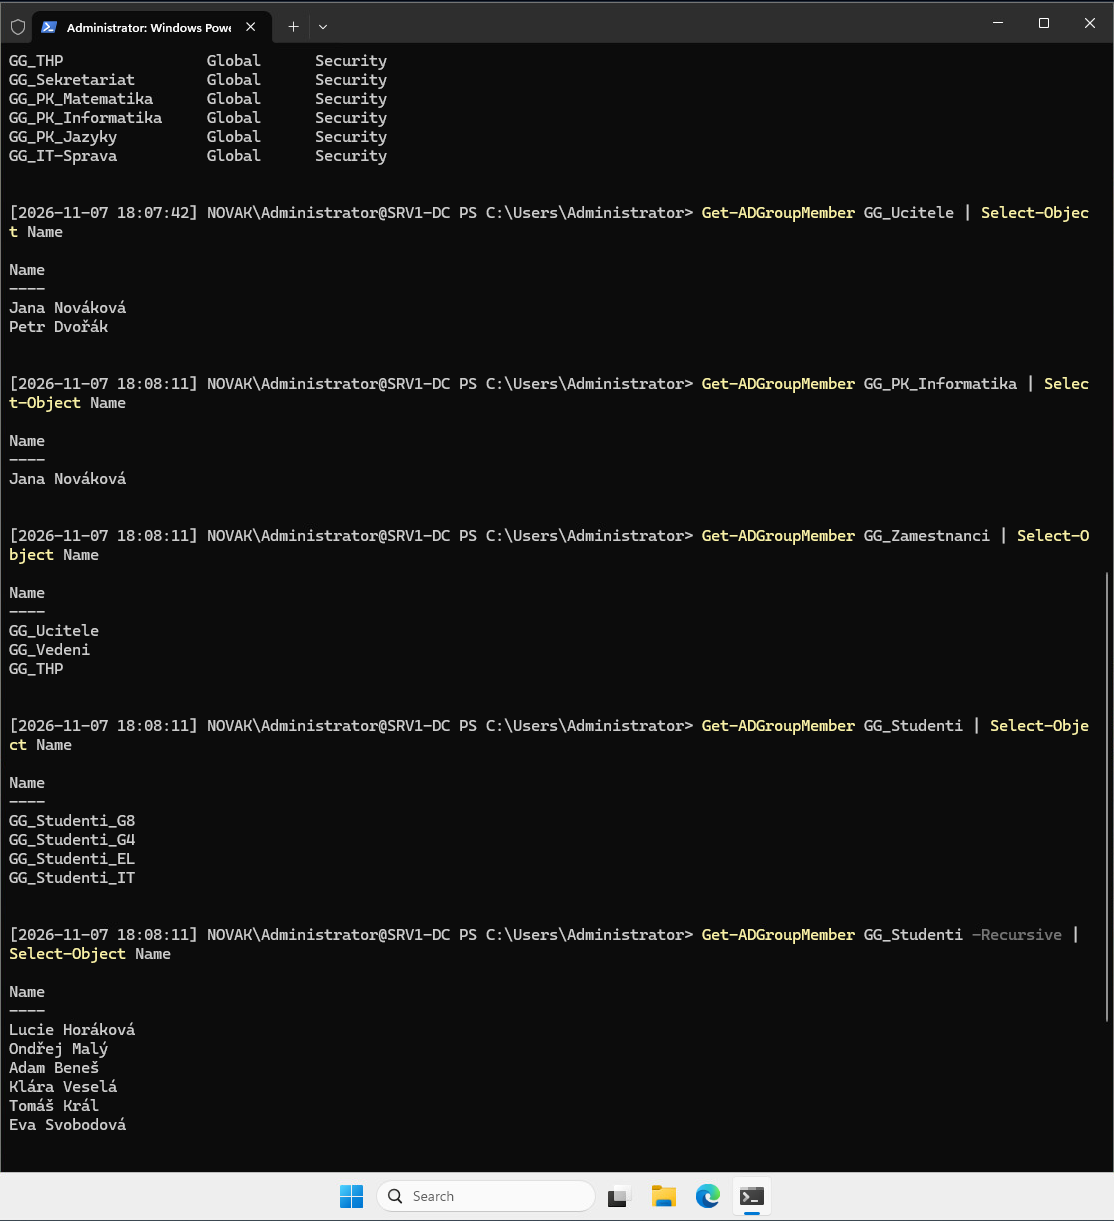 Administrator: Windows Powe
GG_THP Global Security
GG_Sekretariat Global Security
GG_PK_Matematika Global Security
GG_PK_Informatika Global Security
GG_PK_Jazyky Global Security
GG_IT-Sprava Global Security
[2026-11-07 18:07:42] NOVAK\Administrator@SRV1-DC PS C:\Users\Administrator> Get-ADGroupMember GG_Ucitele | Select-Objec
t Name
Name
----
Jana Nováková
Petr Dvořák
[2026-11-07 18:08:11] NOVAK\Administrator@SRV1-DC PS C:\Users\Administrator> Get-ADGroupMember GG_PK_Informatika | Selec
t-Object Name
Name
----
Jana Nováková
[2026-11-07 18:08:11] NOVAK\Administrator@SRV1-DC PS C:\Users\Administrator> Get-ADGroupMember GG_Zamestnanci | Select-O
bject Name
Name
----
GG_Ucitele
GG_Vedeni
GG_THP
[2026-11-07 18:08:11] NOVAK\Administrator@SRV1-DC PS C:\Users\Administrator> Get-ADGroupMember GG_Studenti | Select-Obje
ct Name
Name
----
GG_Studenti_G8
GG_Studenti_G4
GG_Studenti_EL
GG_Studenti_IT
[2026-11-07 18:08:11] NOVAK\Administrator@SRV1-DC PS C:\Users\Administrator> Get-ADGroupMember GG_Studenti -Recursive |
Select-Object Name
Name
----
Lucie Horáková
Ondřej Malý
Adam Beneš
Klára Veselá
Tomáš Král
Eva Svobodová
Search